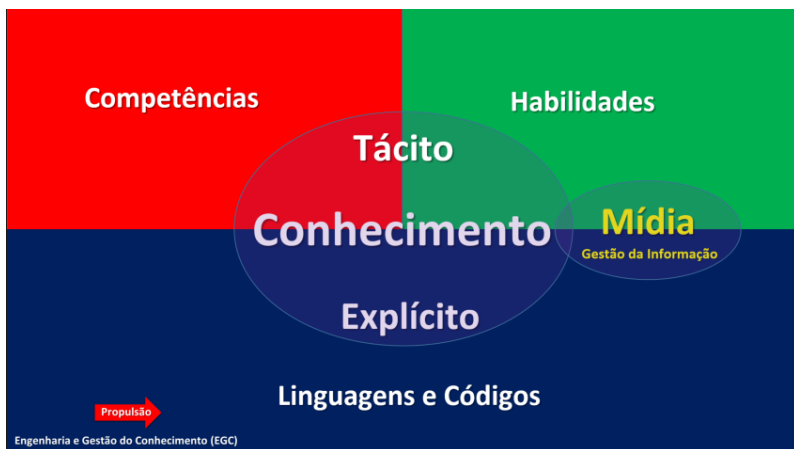 Competências
Habilidades
Tácito
Conhecimento
Mídia
Gestão da Informação
Explícito
Linguagens e Códigos
Propulsão
Engenharia e Gestão do Conhecimento (EGC)